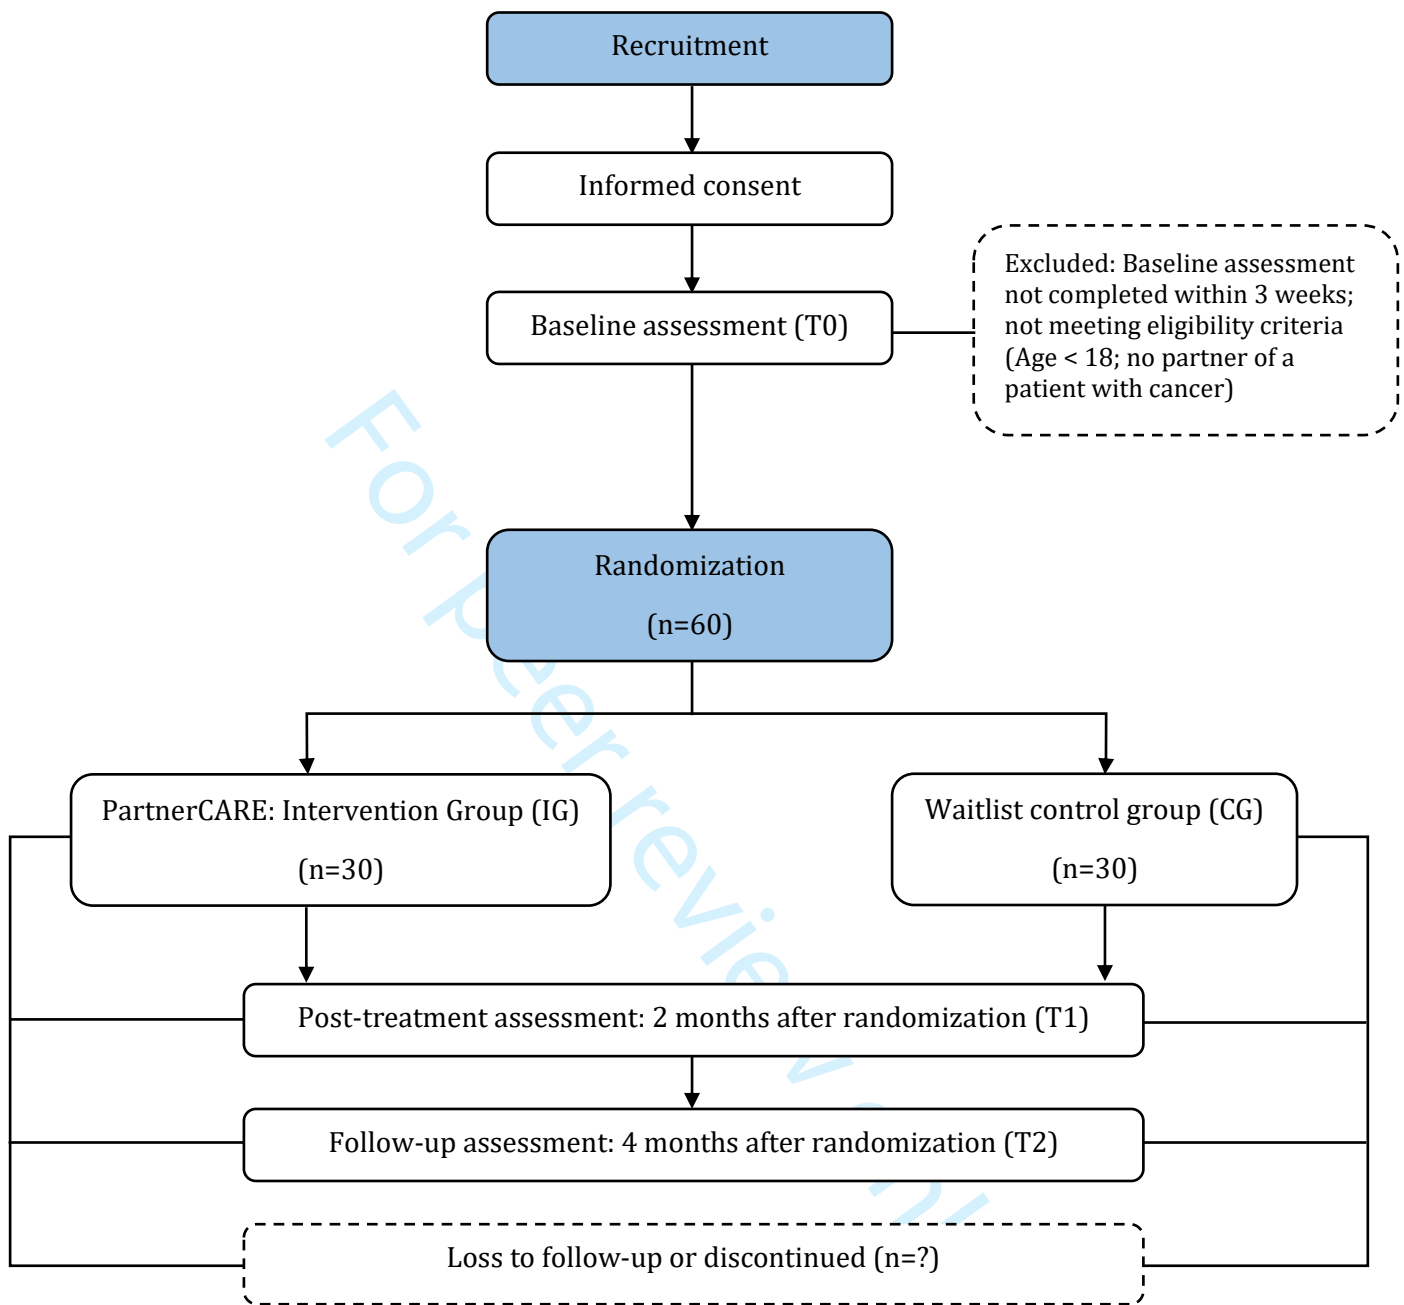 Recruitment
Informed consent
Baseline assessment (T0)
Excluded: Baseline assessment
not completed within 3 weeks;
not meeting eligibility criteria
(Age < 18; no partner of a
patient with cancer)
Randomization
(n=60)
PartnerCARE: Intervention Group (IG)
(n=30)
Waitlist control group (CG)
(n=30)
Post-treatment assessment: 2 months after randomization (T1)
Follow-up assessment: 4 months after randomization (T2)
Loss to follow-up or discontinued (n=?)
For peer review